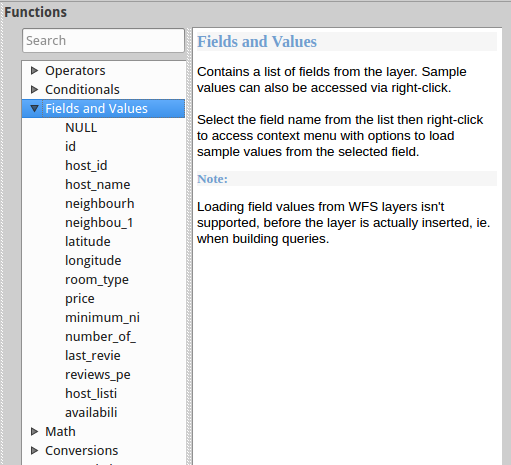 Functions
Search
Operators
Conditionals
Fields and Values
NULL
id
host_id
host_name
neighbourh
neighbou_1
latitude
longitude
room_type
price
minimum_ni
number_of_
last_revie
reviews_pe
host_listi
availabili
Math
Conversions
Fields and Values
Contains a list of fields from the layer. Sample
values can also be accessed via right-click.
Select the field name from the list then right-click
to access context menu with options to load
sample values from the selected field.
Note:
Loading field values from WFS layers isn't
supported, before the layer is actually inserted, ie.
when building queries.